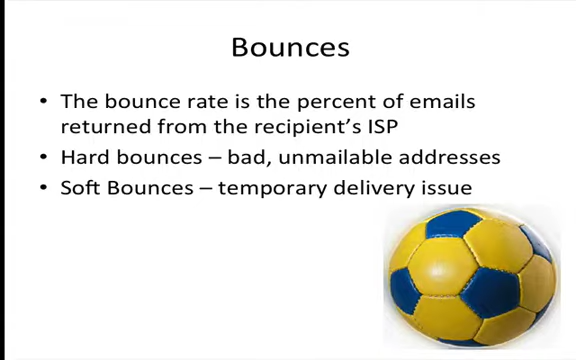 Bounces
• The bounce rate is the percent of emails
returned from the recipient's ISP
• Hard bounces – bad, unmailable addresses
• Soft Bounces – temporary delivery issue